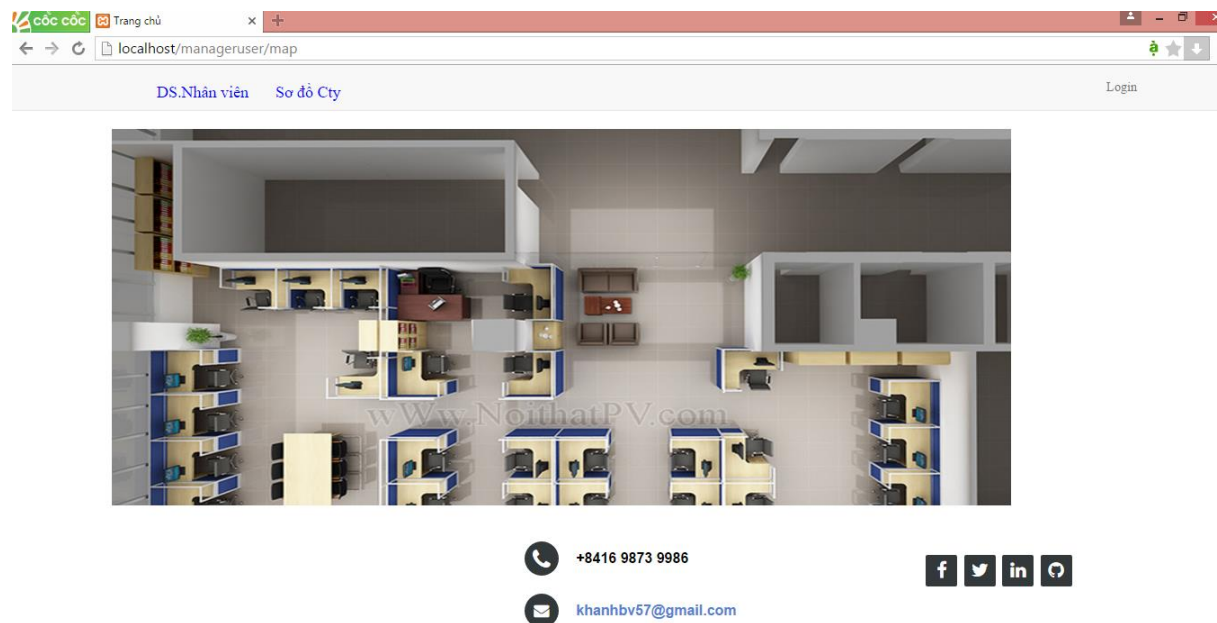 cốc cốc Trang chủ
localhost/manageruser/map
DS.Nhân viên Sơ đồ Cty Login
wWw.NoithatPV.com
+8416 9873 9986
khanhbv57@gmail.com